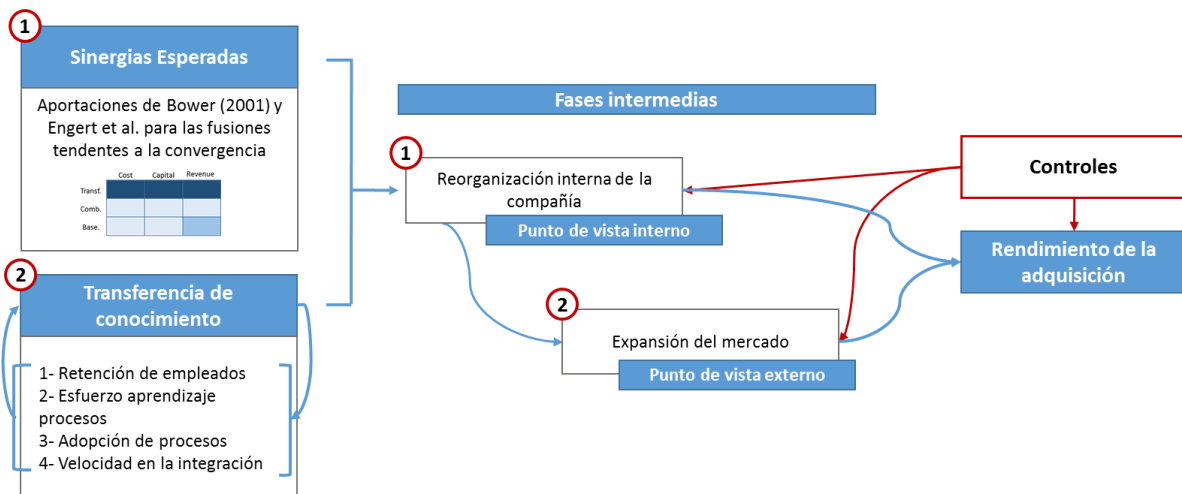 1
Sinergias Esperadas
Aportaciones de Bower (2001) y
Engert et al. para las fusiones
tendentes a la convergencia
Cost Capital Revenue
Transf.
Comb.
Base.
2
Transferencia de
conocimiento
1- Retención de empleados
2- Esfuerzo aprendizaje
procesos
3- Adopción de procesos
4- Velocidad en la integración
Fases intermedias
1
Reorganización interna de la
compañía
Punto de vista interno
2
Expansión del mercado
Punto de vista externo
Controles
Rendimiento de la
adquisición